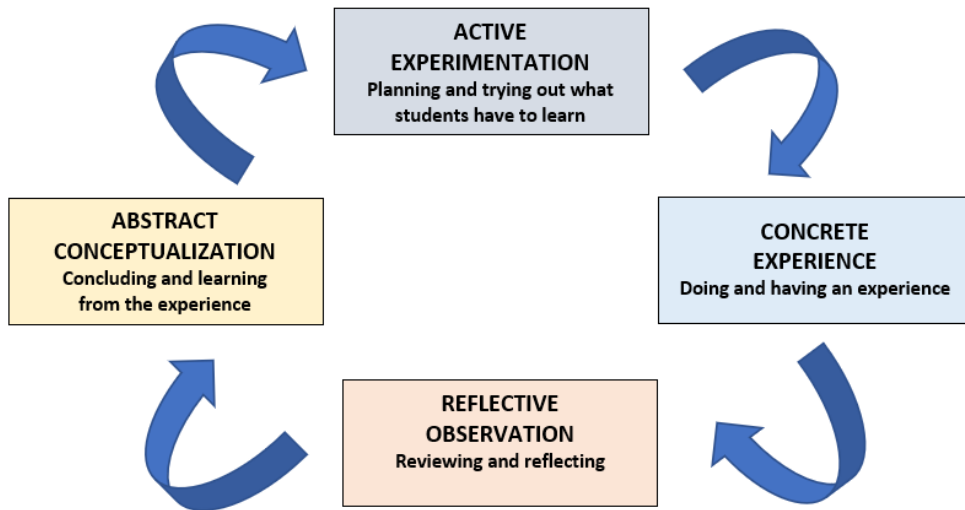 ACTIVE
EXPERIMENTATION
Planning and trying out what
students have to learn
ABSTRACT
CONCEPTUALIZATION
Concluding and learning
from the experience
CONCRETE
EXPERIENCE
Doing and having an experience
REFLECTIVE
OBSERVATION
Reviewing and reflecting